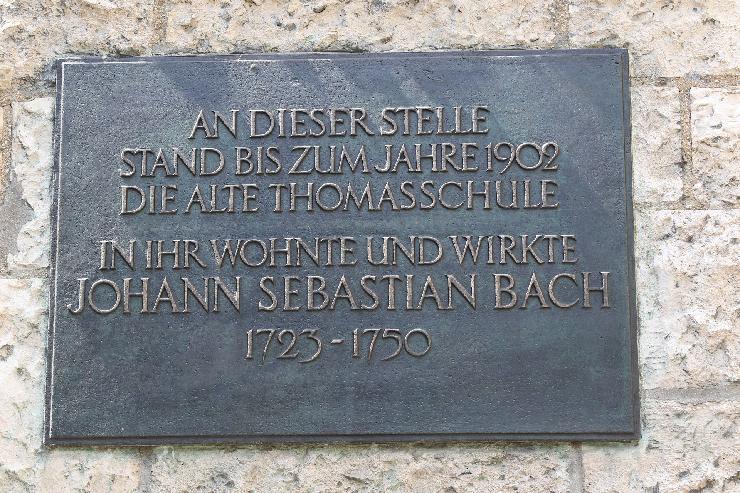 AN DIESER STELLE
STAND BIS ZUM JAHRE 1902
DIE ALTE THOMASSCHULE
IN IHR WOHNTE UND WIRKTE
JOHANN SEBASTIAN BACH
1723 - 1750